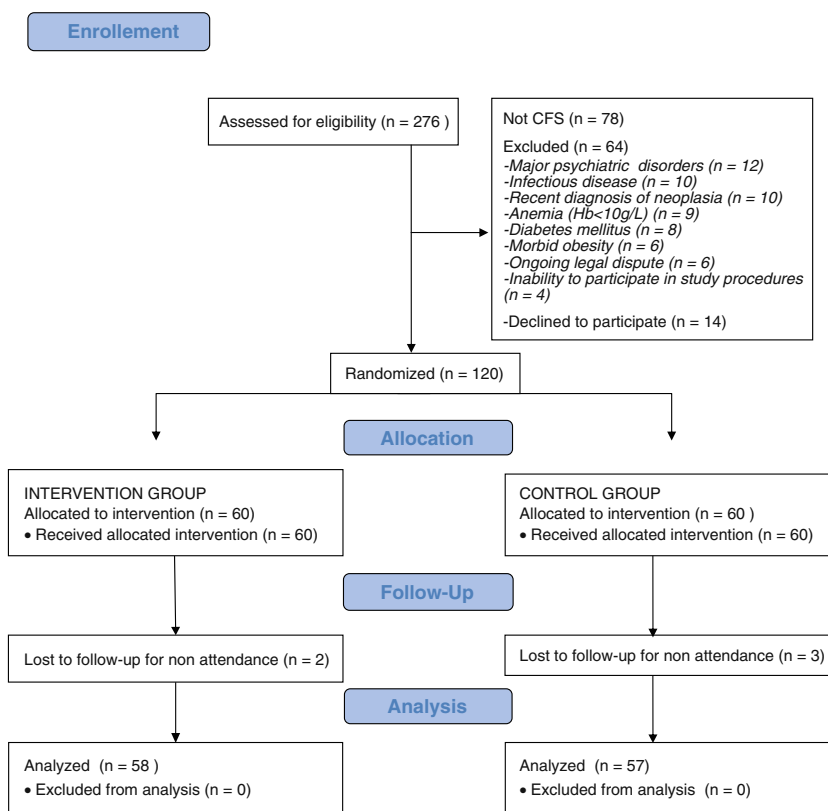 Enrollement
Assessed for eligibility (n = 276 )
Not CFS (n = 78)
Excluded (n = 64)
-Major psychiatric disorders (n = 12)
-Infectious disease (n = 10)
-Recent diagnosis of neoplasia (n = 10)
-Anemia (Hb<10g/L) (n = 9)
-Diabetes mellitus (n = 8)
-Morbid obesity (n = 6)
-Ongoing legal dispute (n = 6)
-Inability to participate in study procedures
(n = 4)
-Declined to participate (n = 14)
Randomized (n = 120)
Allocation
INTERVENTION GROUP
Allocated to intervention (n = 60)
• Received allocated intervention (n = 60)
CONTROL GROUP
Allocated to intervention (n = 60 )
• Received allocated intervention (n = 60)
Follow-Up
Lost to follow-up for non attendance (n = 2)
Lost to follow-up for non attendance (n = 3)
Analysis
Analyzed (n = 58 )
• Excluded from analysis (n = 0)
Analyzed (n = 57)
• Excluded from analysis (n = 0)